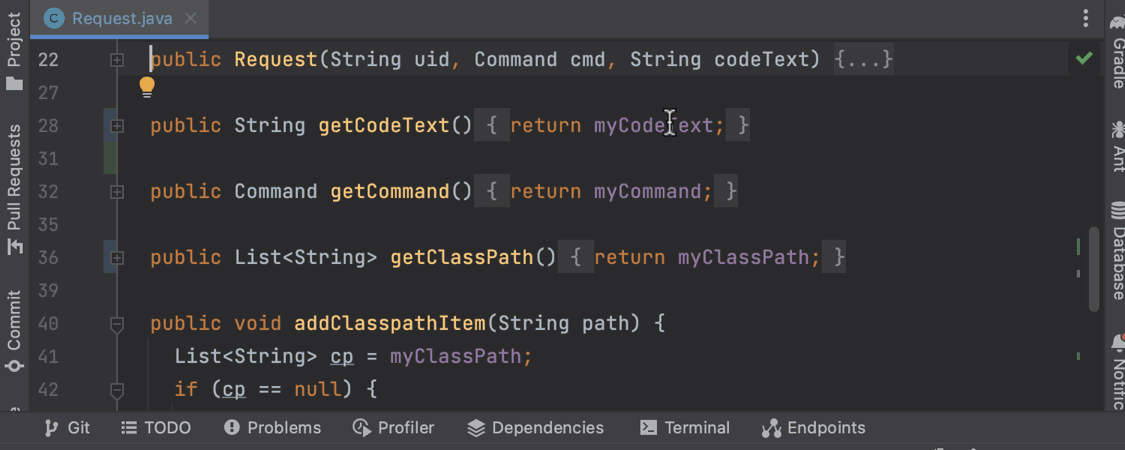 Request.java
Project
Pull Requests
Commit
22 public Request(String uid, Command cmd, String codeText) {...}
27
28 public String getCodeText() { return myCodeText; }
31
32 public Command getCommand() { return myCommand; }
35
36 public List<String> getClassPath() { return myClassPath; }
39
40 public void addClasspathItem(String path) {
41 List<String> cp = myClassPath;
42 if (cp == null) {
Gradle
Ant
Database
Git TODO Problems Profiler Dependencies Terminal Endpoints